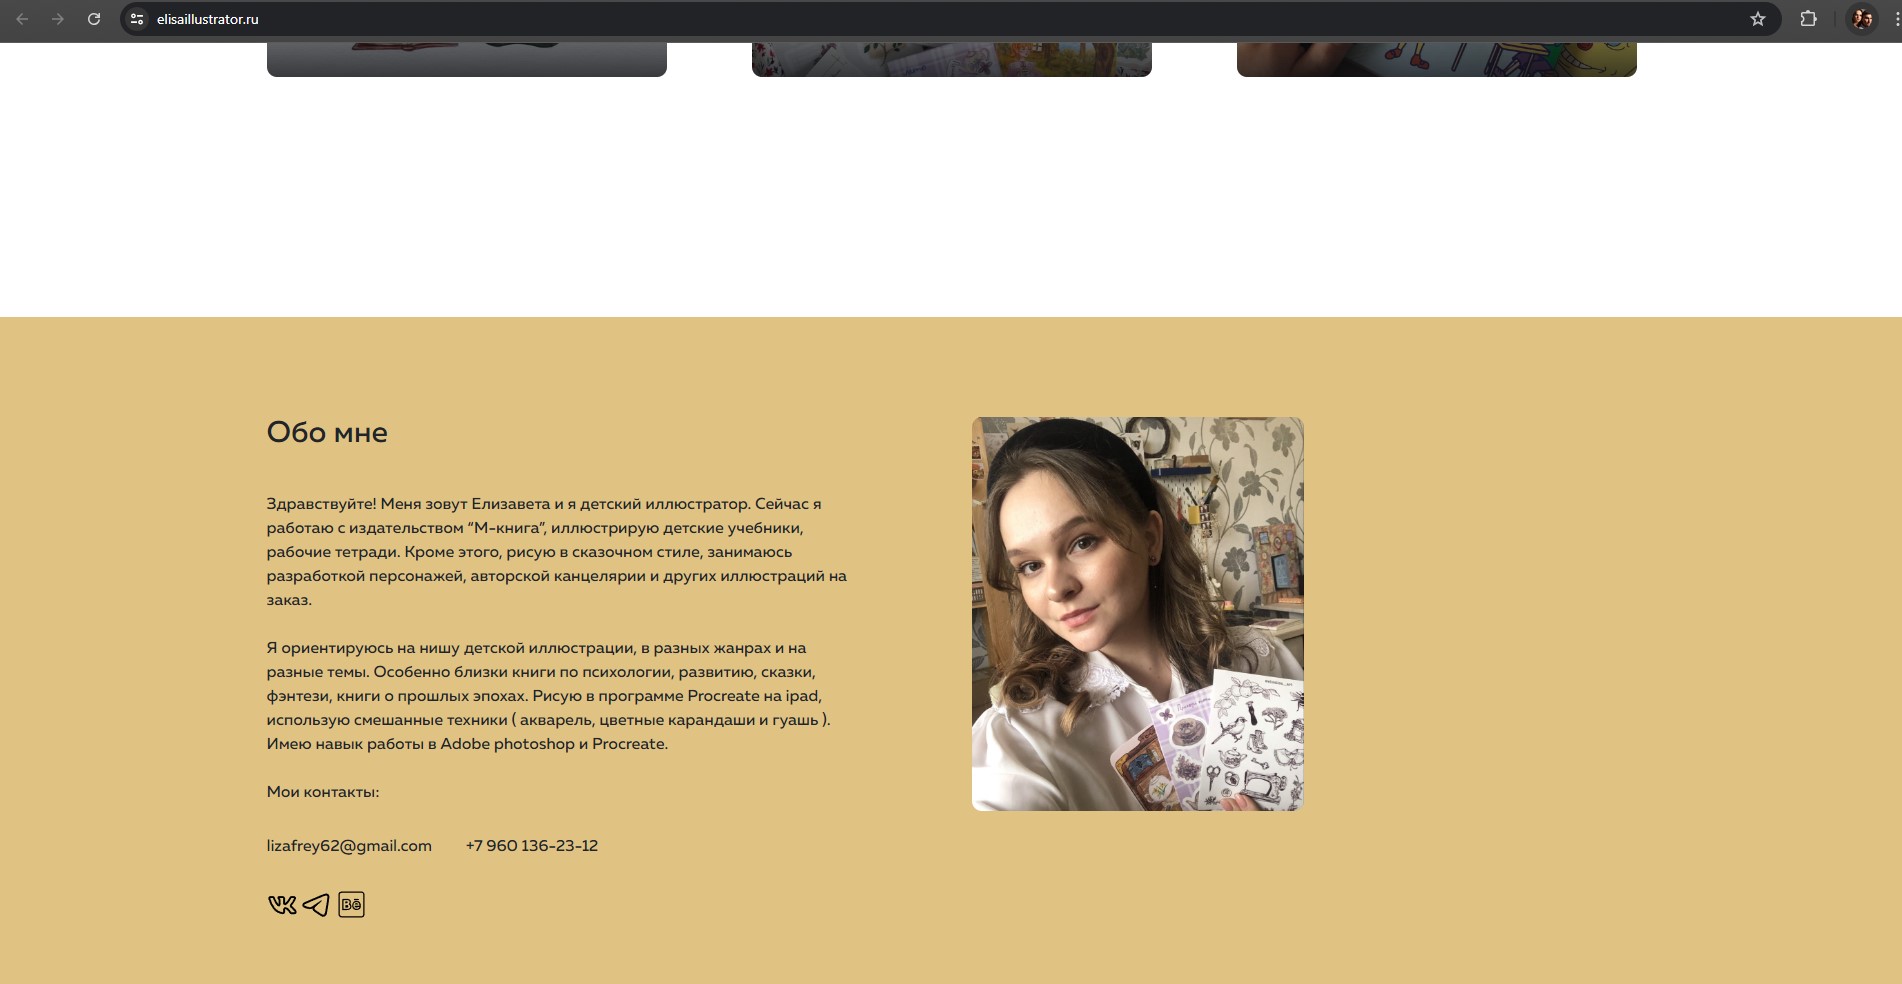 elisaillustrator.ru
Обо мне
Здравствуйте! Меня зовут Елизавета и я детский иллюстратор. Сейчас я
работаю с издательством “М-книга”, иллюстрирую детские учебники,
рабочие тетради. Кроме этого, рисую в сказочном стиле, занимаюсь
разработкой персонажей, авторской канцелярии и других иллюстраций на
заказ.
Я ориентируюсь на нишу детской иллюстрации, в разных жанрах и на
разные темы. Особенно близки книги по психологии, развитию, сказки,
фэнтези, книги о прошлых эпохах. Рисую в программе Procreate на ipad,
использую смешанные техники ( акварель, цветные карандаши и гуашь ).
Имею навык работы в Adobe photoshop и Procreate.
Мои контакты:
lizafrey62@gmail.com +7 960 136-23-12
Bē